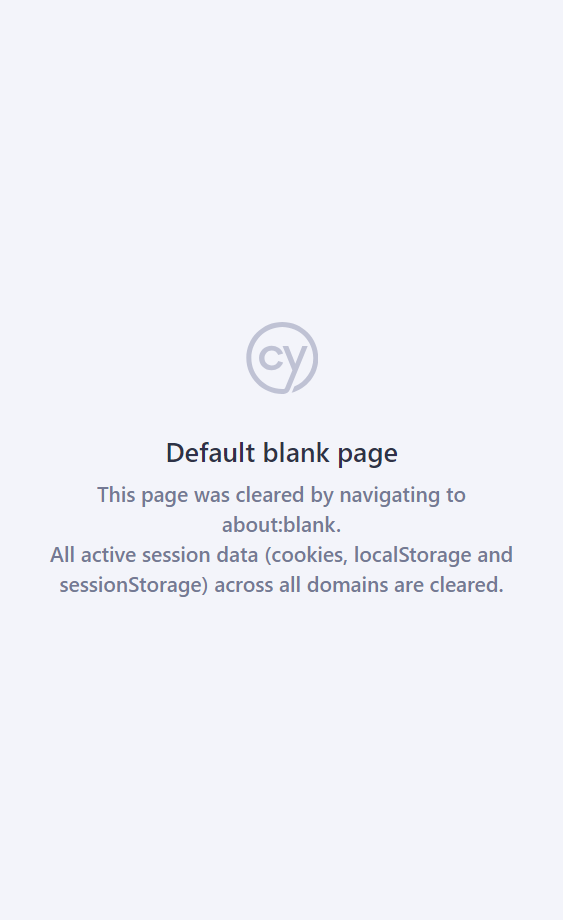 cy
Default blank page
This page was cleared by navigating to
about:blank.
All active session data (cookies, localStorage and
sessionStorage) across all domains are cleared.